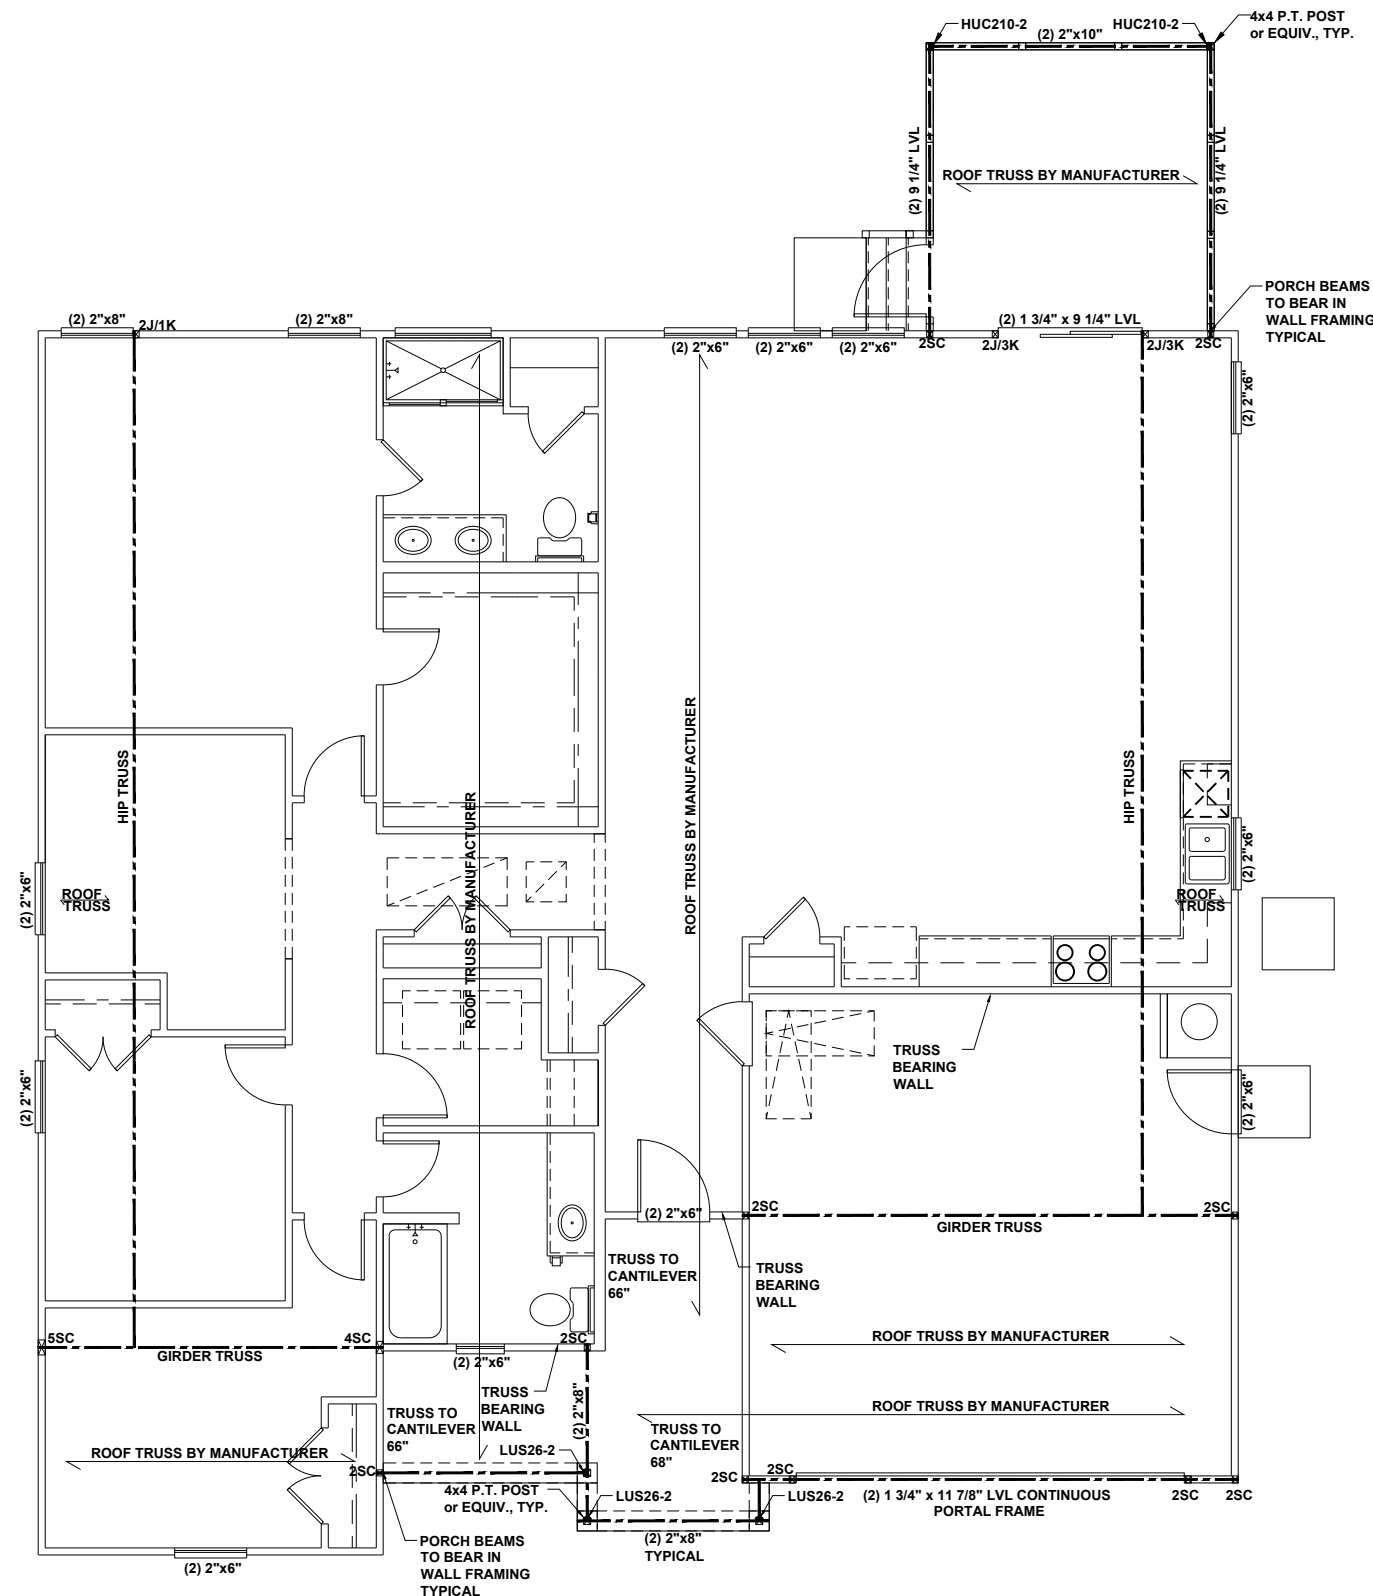 HUC210-2
HUC210-2
4x4 P.T. POST
or EQUIV., TYP.
(2) 2"x10"
(2) 9 1/4" LVL
(2) 9 1/4" LVL
ROOF TRUSS BY MANUFACTURER
PORCH BEAMS
TO BEAR IN
WALL FRAMING
TYPICAL
(2) 2"x8"
2J/1K
(2) 2"x8"
(2) 2"x6"
(2) 2"x6"
(2) 2"x6"
2SC
2J/3K
(2) 1 3/4" x 9 1/4" LVL
2J/3K
2SC
(2) 2"x6"
HIP TRUSS
ROOF TRUSS BY MANUFACTURER
ROOF TRUSS BY MANUFACTURER
HIP TRUSS
(2) 2"x6"
ROOF
TRUSS
(2) 2"x6"
ROOF
TRUSS
(2) 2"x6"
TRUSS
BEARING
WALL
(2) 2"x6"
2SC
2SC
(2) 2"x6"
GIRDER TRUSS
TRUSS TO
CANTILEVER
66"
TRUSS
BEARING
WALL
5SC
4SC
GIRDER TRUSS
2SC
(2) 2"x6"
ROOF TRUSS BY MANUFACTURER
TRUSS
BEARING
WALL
(2) 2"x8"
TRUSS TO
CANTILEVER
66"
ROOF TRUSS BY MANUFACTURER
TRUSS TO
CANTILEVER
68"
ROOF TRUSS BY MANUFACTURER
LUS26-2
2SC
4x4 P.T. POST
or EQUIV., TYP.
LUS26-2
LUS26-2
2SC
2SC
(2) 1 3/4" x 11 7/8" LVL CONTINUOUS
PORTAL FRAME
2SC
2SC
(2) 2"x8"
TYPICAL
PORCH BEAMS
TO BEAR IN
WALL FRAMING
TYPICAL
(2) 2"x6"